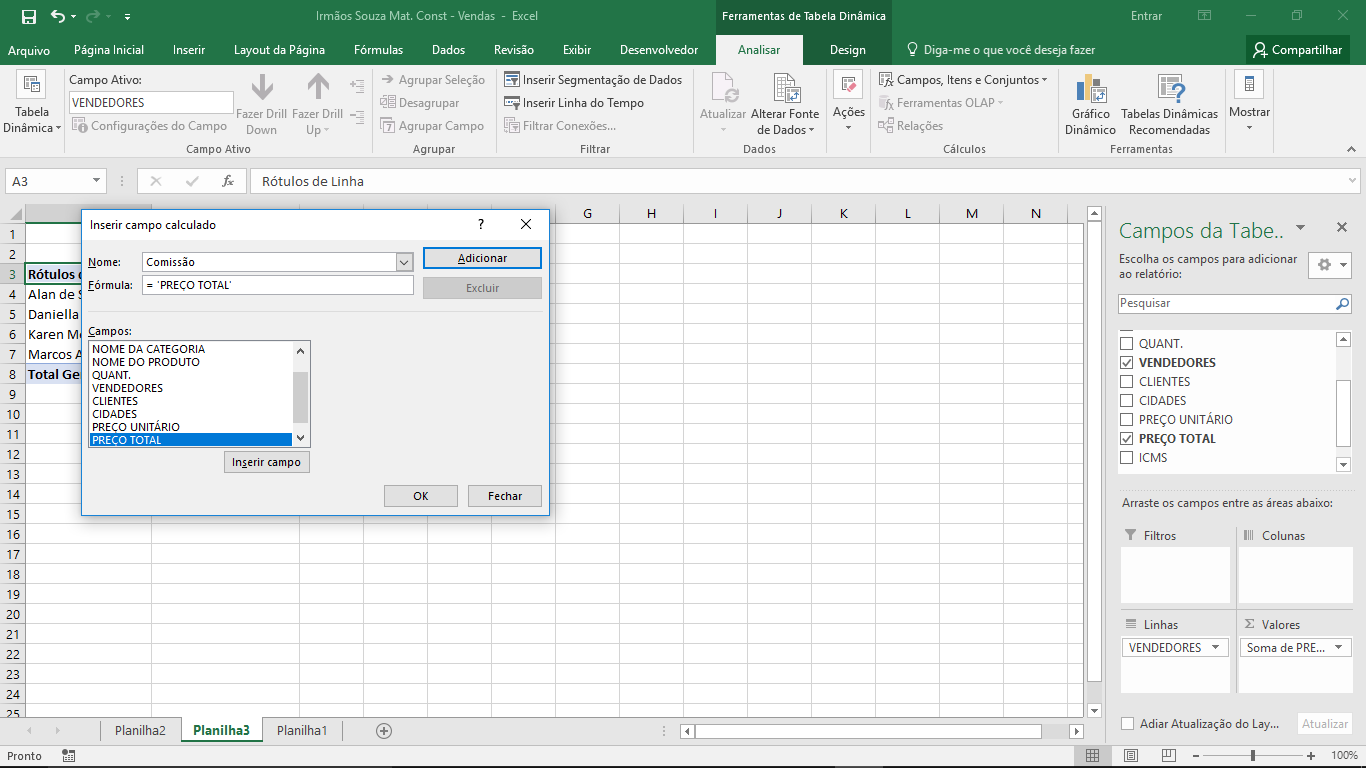 Irmãos Souza Mat. Const - Vendas - Excel
Ferramentas de Tabela Dinâmica
Entrar
Arquivo
Página Inicial
Inserir
Layout da Página
Fórmulas
Dados
Revisão
Exibir
Desenvolvedor
Analisar
Design
Diga-me o que você deseja fazer
Compartilhar
Tabela
Dinâmica
Campo Ativo:
VENDEDORES
Configurações do Campo
Fazer Drill
Down
Fazer Drill
Up
Campo Ativo
Agrupar Seleção
Desagrupar
Agrupar Campo
Agrupar
Inserir Segmentação de Dados
Inserir Linha do Tempo
Filtrar Conexões...
Filtrar
Atualizar
Alterar Fonte
de Dados
Dados
Ações
Campos, Itens e Conjuntos
Ferramentas OLAP
Relações
Cálculos
Gráfico
Dinâmico
Tabelas Dinâmicas
Recomendadas
Ferramentas
Mostrar
A3
fx
Rótulos de Linha
G H I J K L M N
1
2
3 Rótulos d
4 Alan de S
5 Daniella
6 Karen Mo
7 Marcos A
8 Total Ger
9
10
11
12
13
14
15
16
17
18
19
20
21
22
23
24
25
Inserir campo calculado
?
Nome:
Comissão
Adicionar
Fórmula:
= 'PREÇO TOTAL'
Excluir
Campos:
NOME DA CATEGORIA
NOME DO PRODUTO
QUANT.
VENDEDORES
CLIENTES
CIDADES
PREÇO UNITÁRIO
PREÇO TOTAL
Inserir campo
OK
Fechar
Campos da Tabe..
Escolha os campos para adicionar
ao relatório:
Pesquisar
QUANT.
VENDEDORES
CLIENTES
CIDADES
PREÇO UNITÁRIO
PREÇO TOTAL
ICMS
Arraste os campos entre as áreas abaixo:
Filtros
Colunas
Linhas
Σ Valores
VENDEDORES
Soma de PRE...
Adiar Atualização do Lay...
Atualizar
Planilha2
Planilha3
Planilha1
Pronto
100%